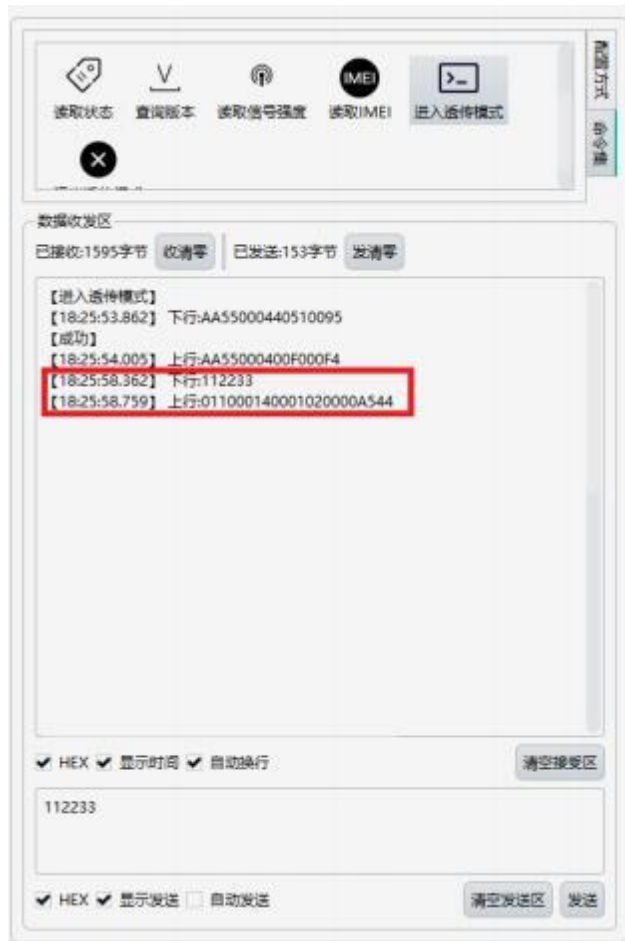 配置方式
命令集
读取状态 查询版本 读取信号强度 IMEI 读取IMEI 进入透传模式
数据收发区
已接收:1595字节 收清零 已发送:153字节 发清零
【进入透传模式】
【18:25:53.862】 下行:AA55000440510095
【成功】
【18:25:54.005】 上行:AA55000400F000F4
【18:25:58.362】 下行:112233
【18:25:58.759】 上行:011000140001020000A544
HEX 显示时间 自动换行 清空接受区
112233
HEX 显示发送 自动发送 清空发送区 发送